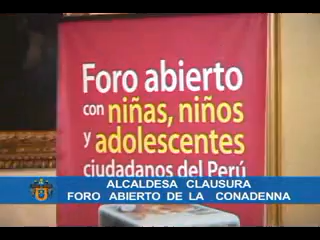 Foro abierto
con niñas, niños
y adolescentes
ciudadanos del Perú
ALCALDESA CLAUSURA
FORO ABIERTO DE LA CONADENNA